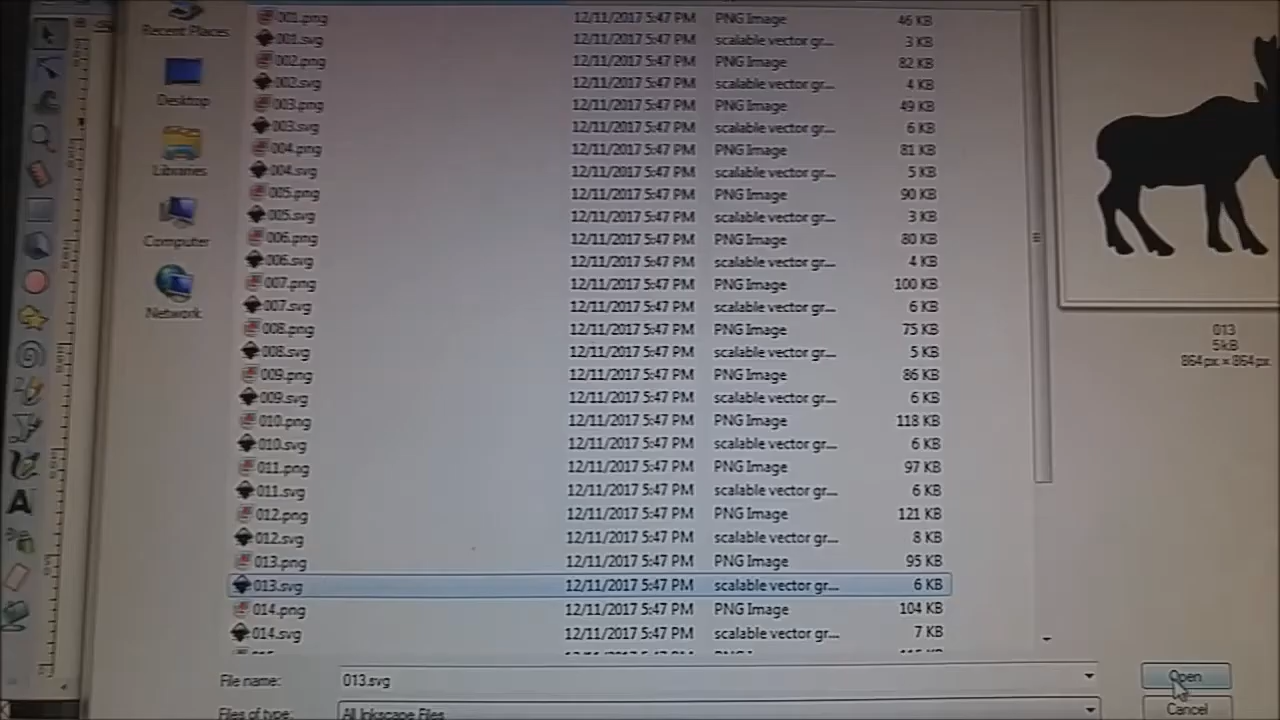 Recent Places
Desktop
Libraries
Computer
Network
001.png 12/11/2017 5:47 PM PNG Image 46 KB
001.svg 12/11/2017 5:47 PM scalable vector gr... 3 KB
002.png 12/11/2017 5:47 PM PNG Image 82 KB
002.svg 12/11/2017 5:47 PM scalable vector gr... 4 KB
003.png 12/11/2017 5:47 PM PNG Image 49 KB
003.svg 12/11/2017 5:47 PM scalable vector gr... 6 KB
004.png 12/11/2017 5:47 PM PNG Image 81 KB
004.svg 12/11/2017 5:47 PM scalable vector gr... 5 KB
005.png 12/11/2017 5:47 PM PNG Image 90 KB
005.svg 12/11/2017 5:47 PM scalable vector gr... 3 KB
006.png 12/11/2017 5:47 PM PNG Image 80 KB
006.svg 12/11/2017 5:47 PM scalable vector gr... 4 KB
007.png 12/11/2017 5:47 PM PNG Image 100 KB
007.svg 12/11/2017 5:47 PM scalable vector gr... 6 KB
008.png 12/11/2017 5:47 PM PNG Image 75 KB
008.svg 12/11/2017 5:47 PM scalable vector gr... 5 KB
009.png 12/11/2017 5:47 PM PNG Image 86 KB
009.svg 12/11/2017 5:47 PM scalable vector gr... 6 KB
010.png 12/11/2017 5:47 PM PNG Image 118 KB
010.svg 12/11/2017 5:47 PM scalable vector gr... 6 KB
011.png 12/11/2017 5:47 PM PNG Image 97 KB
011.svg 12/11/2017 5:47 PM scalable vector gr... 6 KB
012.png 12/11/2017 5:47 PM PNG Image 121 KB
012.svg 12/11/2017 5:47 PM scalable vector gr... 8 KB
013.png 12/11/2017 5:47 PM PNG Image 95 KB
013.svg 12/11/2017 5:47 PM scalable vector gr... 6 KB
014.png 12/11/2017 5:47 PM PNG Image 104 KB
014.svg 12/11/2017 5:47 PM scalable vector gr... 7 KB
013
5kB
864 px × 864 px
File name: 013.svg
Open
Files of type: All Inkscape Files
Cancel